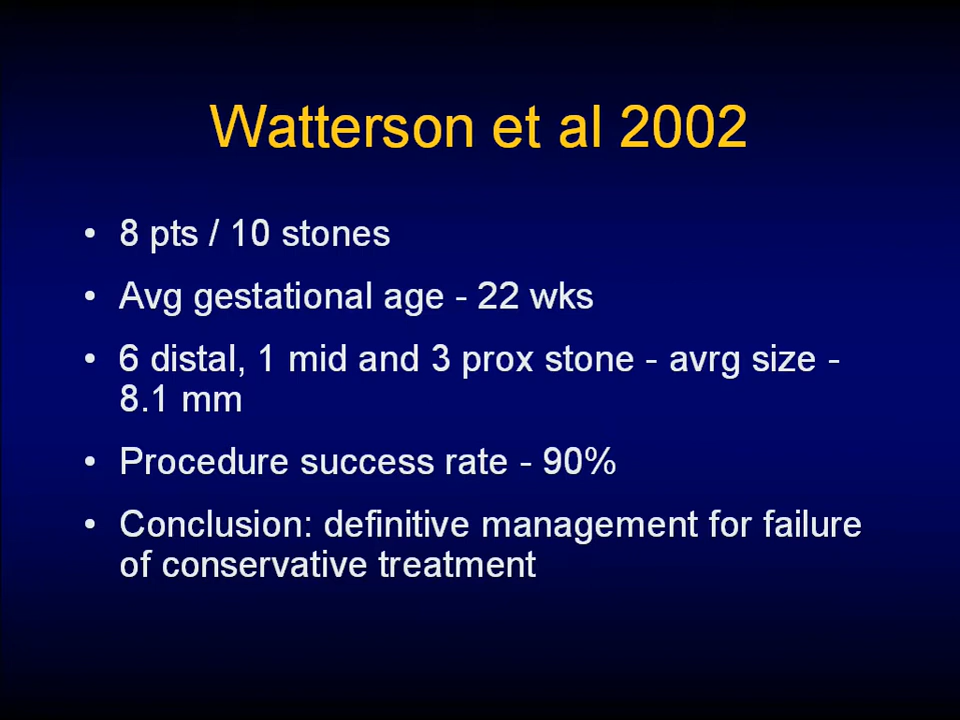 Watterson et al 2002
• 8 pts / 10 stones
• Avg gestational age - 22 wks
• 6 distal, 1 mid and 3 prox stone - avrg size -
8.1 mm
• Procedure success rate - 90%
• Conclusion: definitive management for failure
of conservative treatment